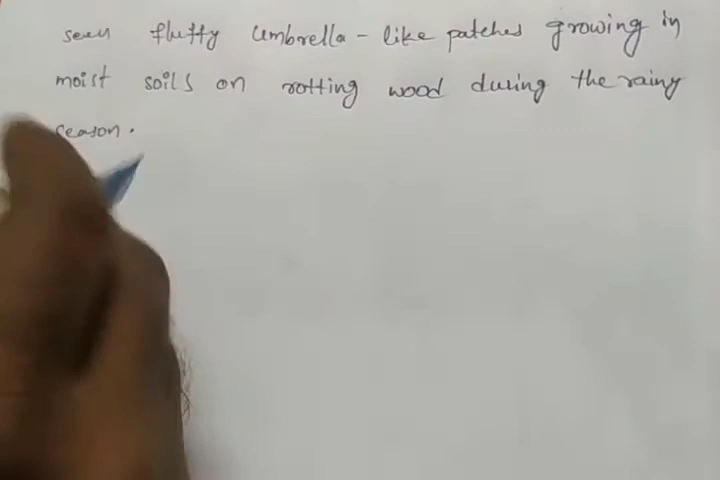 seen fluffy umbrella-like patches growing in
moist soils on rotting wood during the rainy
season.